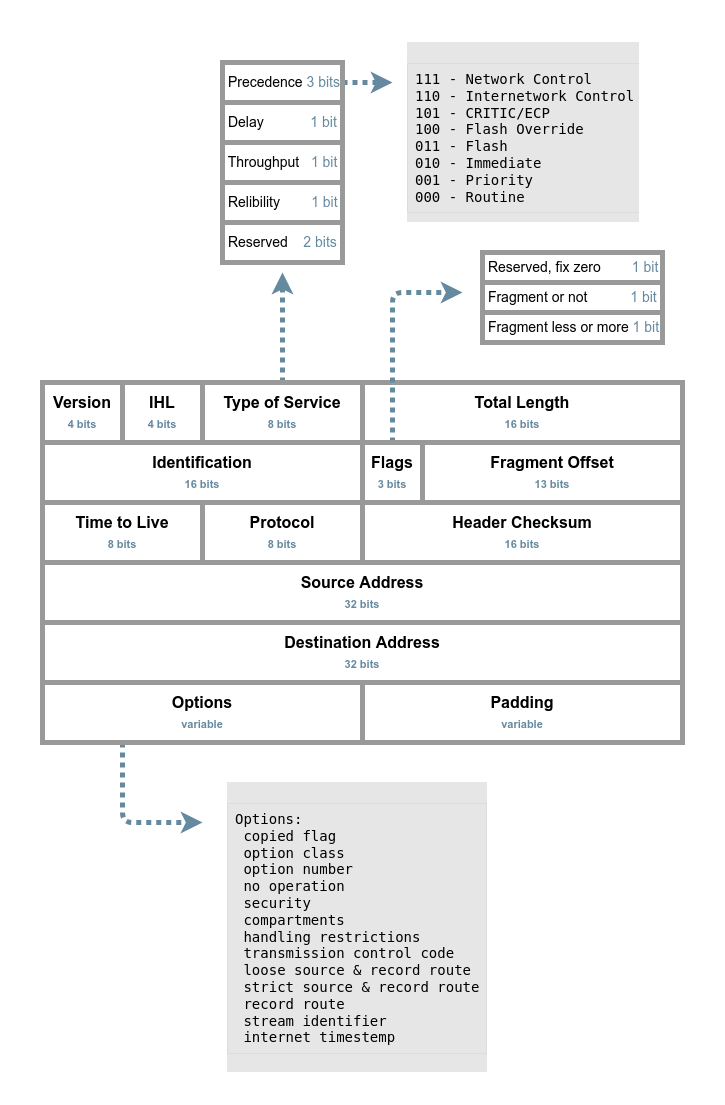 Precedence 3 bits
Delay 1 bit
Throughput 1 bit
Relibility 1 bit
Reserved 2 bits
111 - Network Control
110 - Internetwork Control
101 - CRITIC/ECP
100 - Flash Override
011 - Flash
010 - Immediate
001 - Priority
000 - Routine
Reserved, fix zero 1 bit
Fragment or not 1 bit
Fragment less or more 1 bit
Version IHL Type of Service Total Length
4 bits 4 bits 8 bits 16 bits
Identification Flags Fragment Offset
16 bits 3 bits 13 bits
Time to Live Protocol Header Checksum
8 bits 8 bits 16 bits
Source Address
32 bits
Destination Address
32 bits
Options Padding
variable variable
Options:
copied flag
option class
option number
no operation
security
compartments
handling restrictions
transmission control code
loose source & record route
strict source & record route
record route
stream identifier
internet timestemp